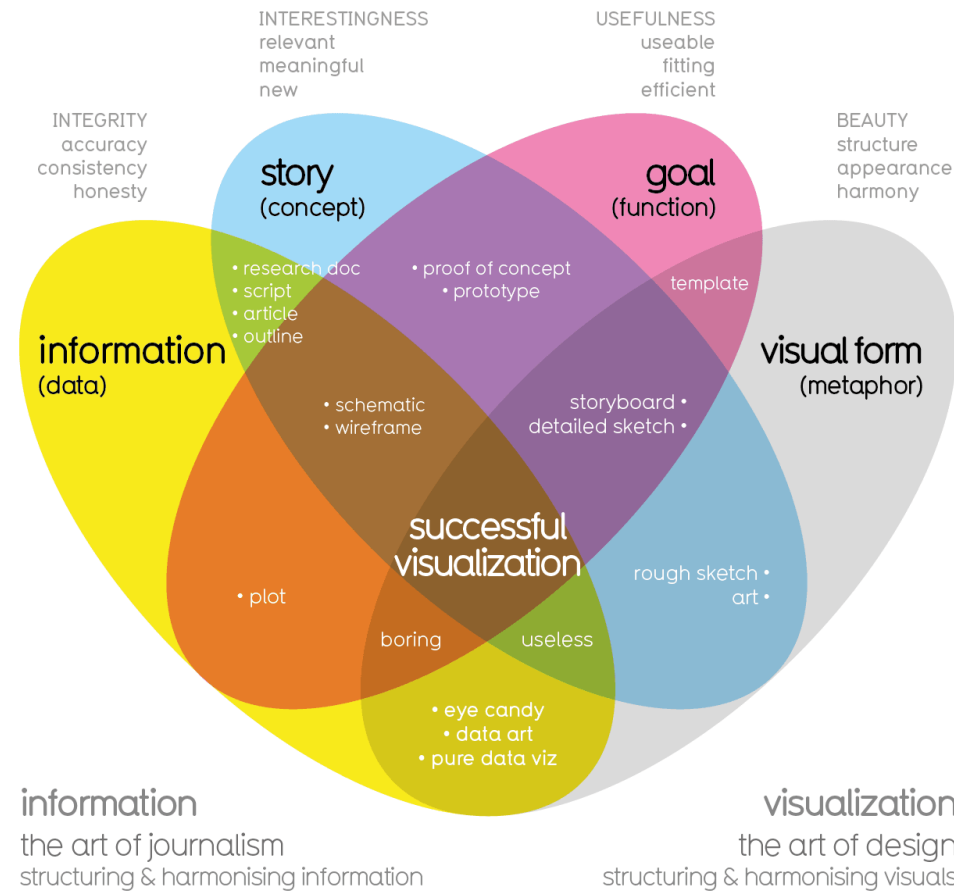 INTERESTINGNESS
relevant
meaningful
new
USEFULNESS
useable
fitting
efficient
INTEGRITY
accuracy
consistency
honesty
BEAUTY
structure
appearance
harmony
story
(concept)
goal
(function)
information
(data)
visual form
(metaphor)
• research doc
• script
• article
• outline
• proof of concept
• prototype
template
• schematic
• wireframe
storyboard •
detailed sketch •
successful
visualization
• plot
boring
useless
rough sketch •
art •
• eye candy
• data art
• pure data viz
information
the art of journalism
structuring & harmonising information
visualization
the art of design
structuring & harmonising visuals